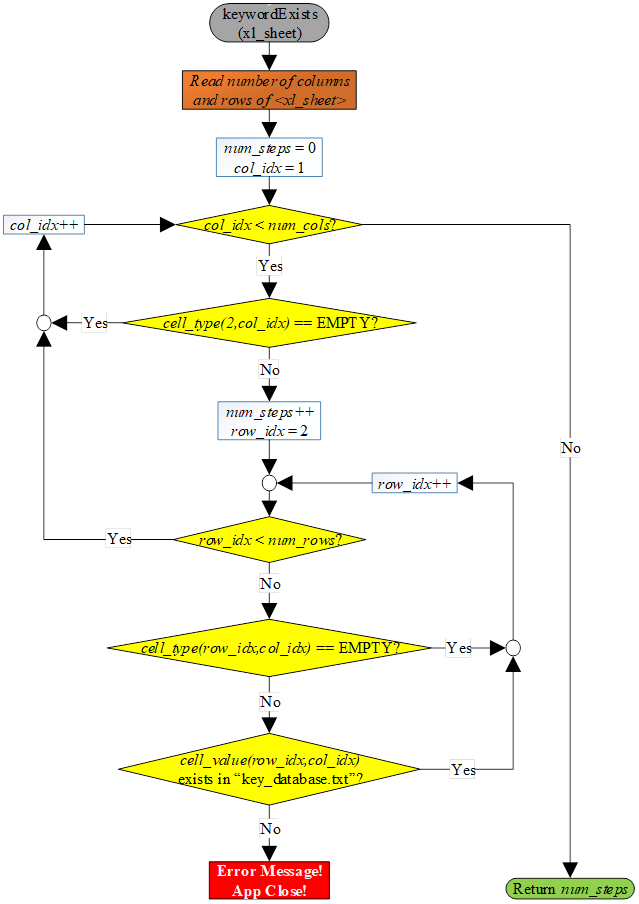 keywordExists
(xl_sheet)
Read number of columns
and rows of <xl_sheet>
num_steps = 0
col_idx = 1
col_idx++
col_idx < num_cols?
Yes
Yes
cell_type(2,col_idx) == EMPTY?
No
num_steps++
row_idx = 2
No
row_idx++
Yes
row_idx < num_rows?
No
cell_type(row_idx,col_idx) == EMPTY?
Yes
No
cell_value(row_idx,col_idx)
exists in “key_database.txt”?
Yes
No
Error Message!
App Close!
Return num_steps